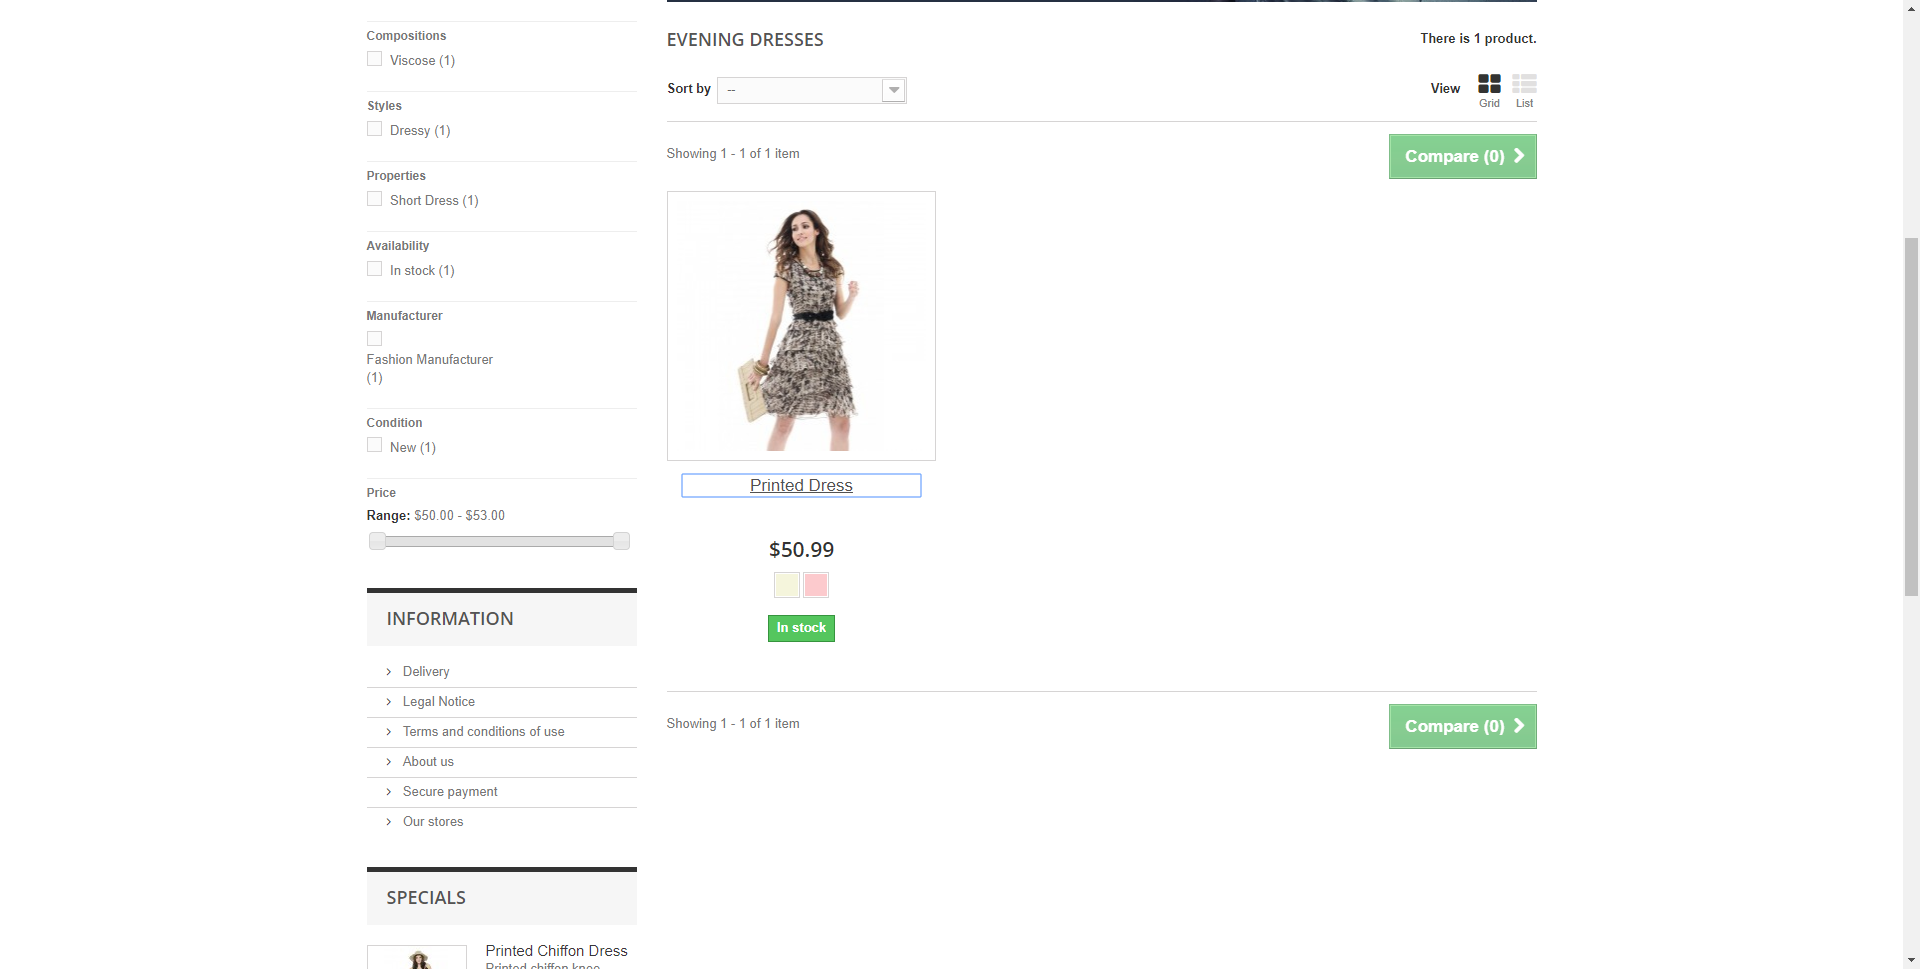 Compositions
Viscose (1)
Styles
Dressy (1)
Properties
Short Dress (1)
Availability
In stock (1)
Manufacturer
Fashion Manufacturer
(1)
Condition
New (1)
Price
Range: $50.00 - $53.00
INFORMATION
Delivery
Legal Notice
Terms and conditions of use
About us
Secure payment
Our stores
SPECIALS
Printed Chiffon Dress
Printed chiffon knee
EVENING DRESSES
There is 1 product.
Sort by --
View
Grid
List
Showing 1 - 1 of 1 item
Compare (0)
Printed Dress
$50.99
In stock
Showing 1 - 1 of 1 item
Compare (0)